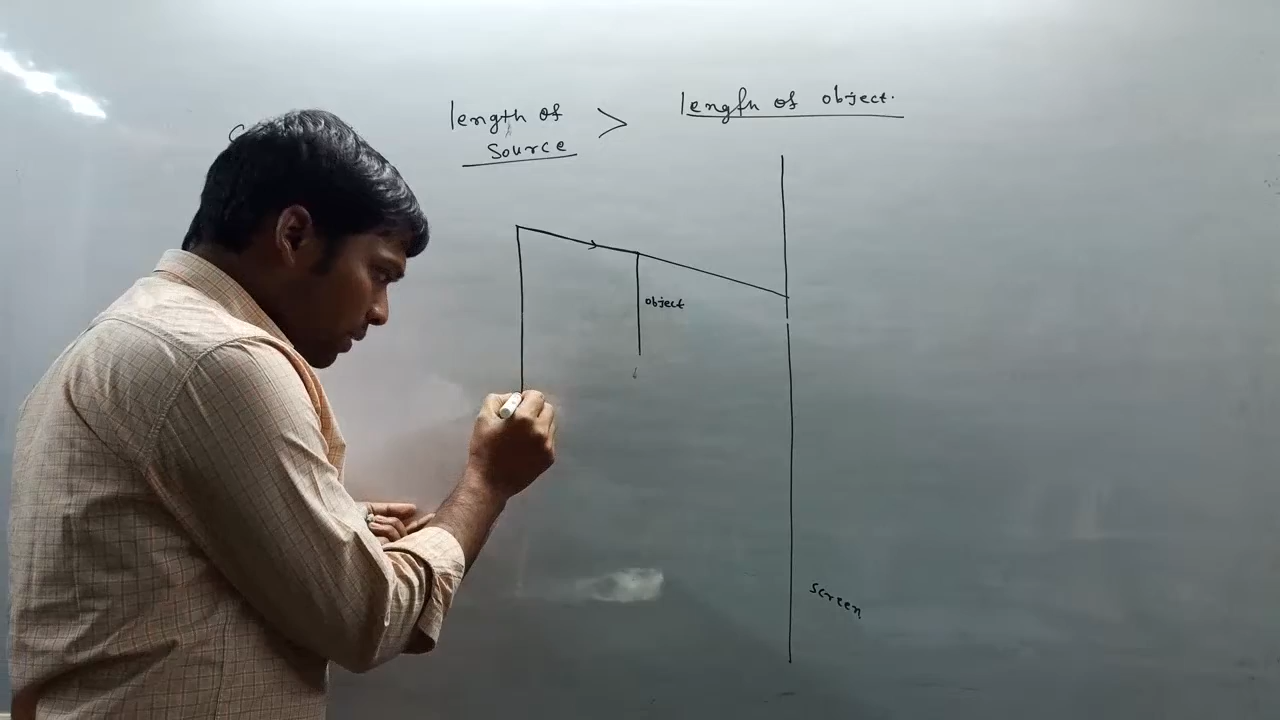 length of > length of object.
Source
object
screen